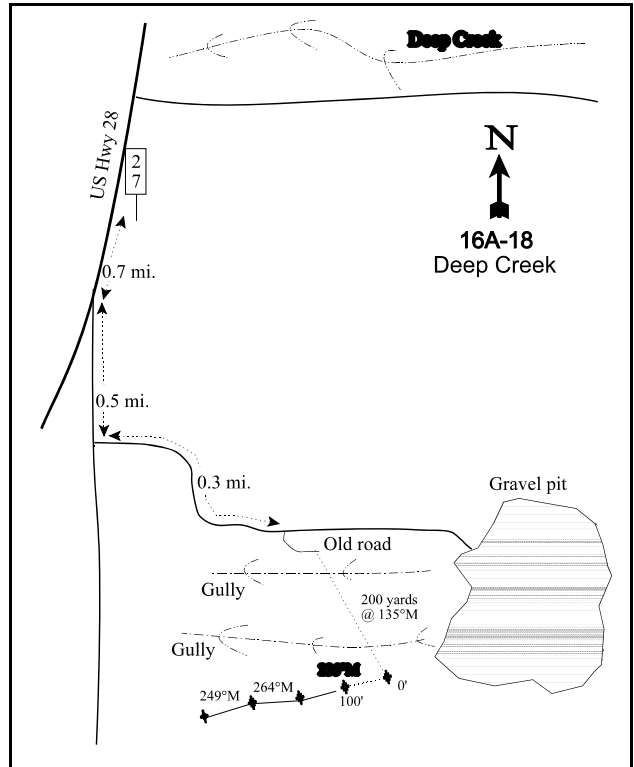 Deep Creek
US Hwy 28
2
7
N
16A-18
Deep Creek
0.7 mi.
0.5 mi.
0.3 mi.
Gravel pit
Old road
Gully
200 yards
@ 135°M
Gully
249°M
264°M
100'
0'